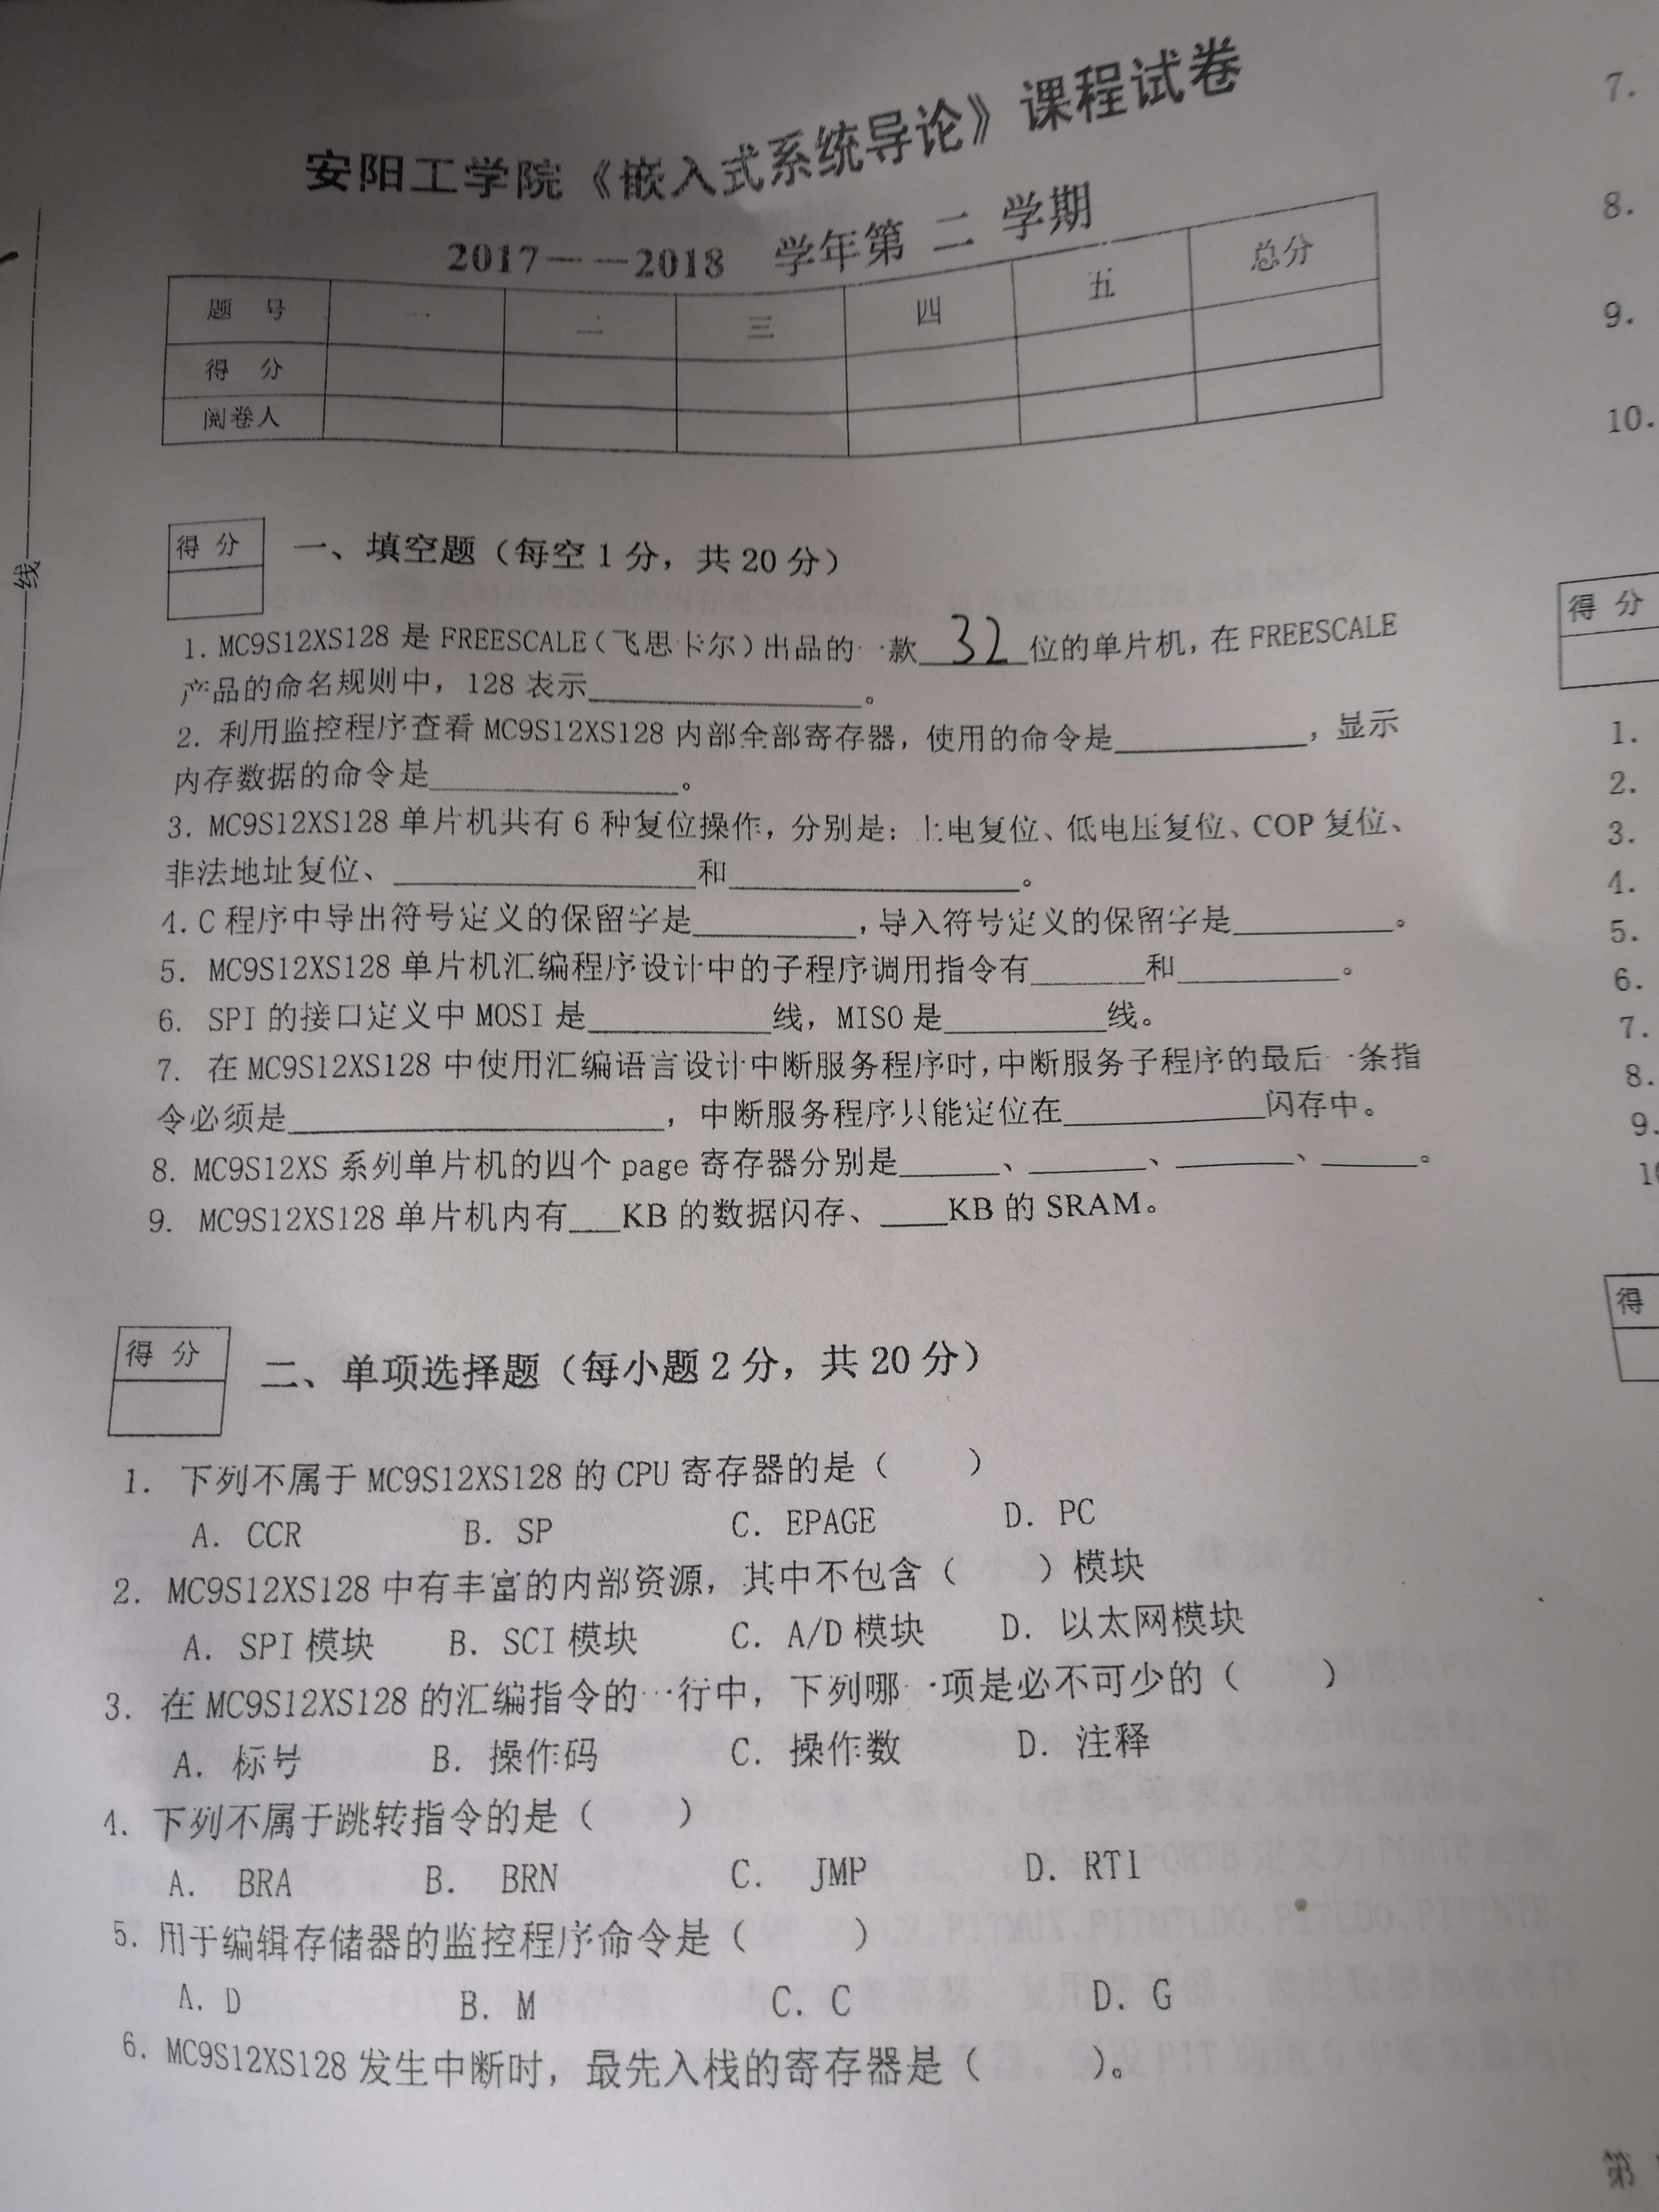 安阳工学院《嵌入式系统导论》课程试卷
2017——2018 学年第 二 学期
题 号 一 二 三 四 五 总分
得 分
阅卷人
线
得 分
一、填空题(每空1分,共20分)
1. MC9S12XS128 是 FREESCALE(飞思卡尔)出品的一款 32 位的单片机,在 FREESCALE
产品的命名规则中,128 表示________。
2. 利用监控程序查看 MC9S12XS128 内部全部寄存器,使用的命令是________,显示
内存数据的命令是________。
3. MC9S12XS128 单片机共有 6 种复位操作,分别是:上电复位、低电压复位、COP 复位、
非法地址复位、________和________。
4. C 程序中导出符号定义的保留字是________,导入符号定义的保留字是________。
5. MC9S12XS128 单片机汇编程序设计中的子程序调用指令有________和________。
6. SPI 的接口定义中 MOSI 是________线,MISO 是________线。
7. 在 MC9S12XS128 中使用汇编语言设计中断服务程序时,中断服务子程序的最后一条指
令必须是________,中断服务程序只能定位在________闪存中。
8. MC9S12XS 系列单片机的四个 page 寄存器分别是____、____、____、____。
9. MC9S12XS128 单片机内有___KB 的数据闪存、____KB 的 SRAM。
得 分
二、单项选择题(每小题2分,共20分)
1. 下列不属于 MC9S12XS128 的 CPU 寄存器的是( )
A. CCR B. SP C. EPAGE D. PC
2. MC9S12XS128 中有丰富的内部资源,其中不包含( )模块
A. SPI 模块 B. SCI 模块 C. A/D 模块 D. 以太网模块
3. 在 MC9S12XS128 的汇编指令的一行中,下列哪一项是必不可少的( )
A. 标号 B. 操作码 C. 操作数 D. 注释
4. 下列不属于跳转指令的是( )
A. BRA B. BRN C. JMP D. RTI
5. 用于编辑存储器的监控程序命令是( )
A. D B. M C. C D. G
6. MC9S12XS128 发生中断时,最先入栈的寄存器是( )。
7.
8.
9.
10.
得 分
1.
2.
3.
4.
5.
6.
7.
8.
9.
得
第